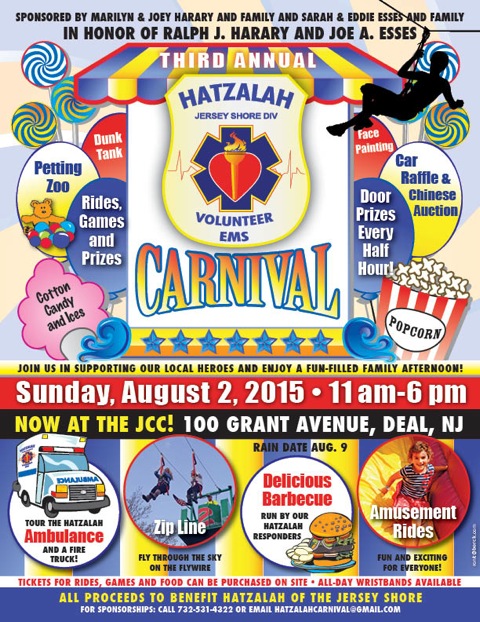 SPONSORED BY MARILYN & JOEY HARARY AND FAMILY AND SARAH & EDDIE ESSES AND FAMILY
IN HONOR OF RALPH J. HARARY AND JOE A. ESSES
THIRD ANNUAL
HATZALAH
JERSEY SHORE DIV
VOLUNTEER
EMS
CARNIVAL
Dunk
Tank
Petting
Zoo
Rides,
Games
and
Prizes
Cotton
Candy
and Ices
Face
Painting
Car
Raffle &
Chinese
Auction
Door
Prizes
Every
Half
Hour!
POPCORN
JOIN US IN SUPPORTING OUR LOCAL HEROES AND ENJOY A FUN-FILLED FAMILY AFTERNOON!
Sunday, August 2, 2015 • 11 am-6 pm
NOW AT THE JCC! 100 GRANT AVENUE, DEAL, NJ
RAIN DATE AUG. 9
AMBULANCE
TOUR THE HATZALAH
Ambulance
AND A FIRE
TRUCK!
Zip Line
FLY THROUGH THE SKY
ON THE FLYWIRE
Delicious
Barbecue
RUN BY OUR
HATZALAH
RESPONDERS
Amusement
Rides
FUN AND EXCITING
FOR EVERYONE!
TICKETS FOR RIDES, GAMES AND FOOD CAN BE PURCHASED ON SITE • ALL-DAY WRISTBANDS AVAILABLE
ALL PROCEEDS TO BENEFIT HATZALAH OF THE JERSEY SHORE
FOR SPONSORSHIPS: CALL 732-531-4322 OR EMAIL HATZALAHCARNIVAL@GMAIL.COM